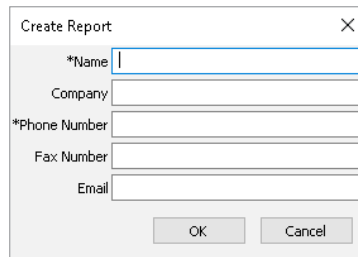 Create Report
*Name
Company
*Phone Number
Fax Number
Email
OK Cancel